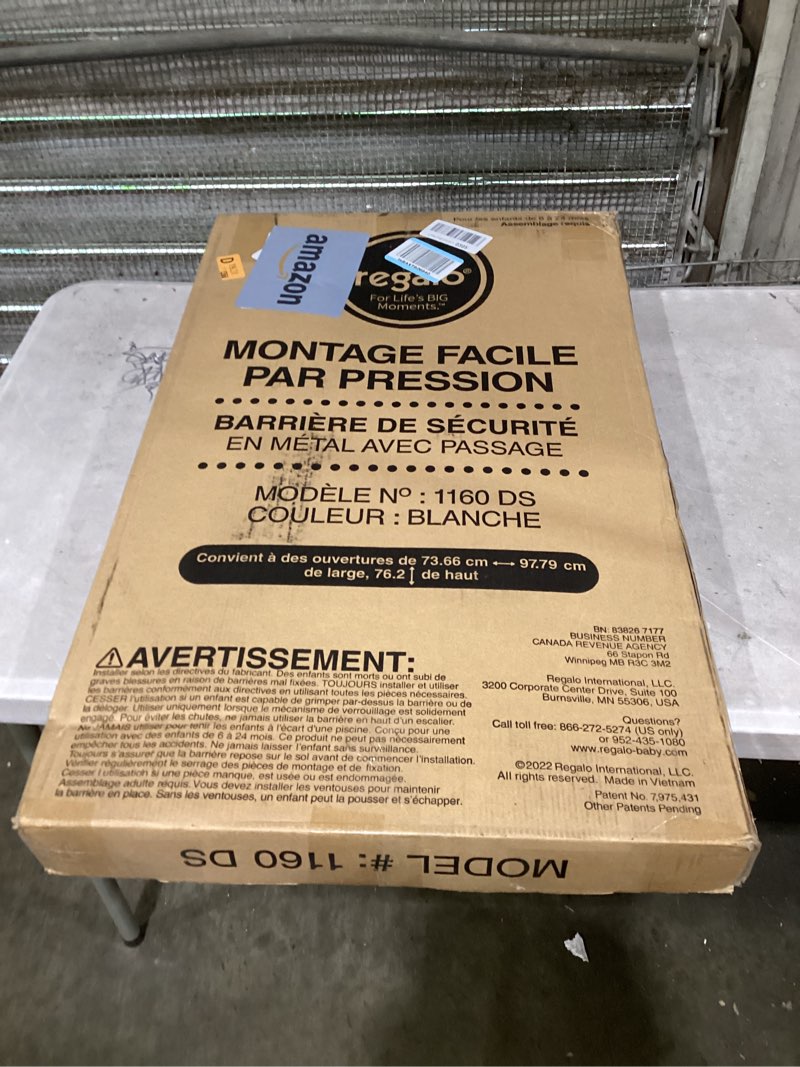 Pour les enfants de 6 à 24 mois
Assemblage requis
D
amazon
regalo®
For Life's BIG
Moments.™
MONTAGE FACILE
PAR PRESSION
BARRIÈRE DE SÉCURITÉ
EN MÉTAL AVEC PASSAGE
MODÈLE Nº : 1160 DS
COULEUR : BLANCHE
Convient à des ouvertures de 73.66 cm ⟷ 97.79 cm
de large, 76.2 ↕ de haut
⚠ AVERTISSEMENT:
Installer selon les directives du fabricant. Des enfants sont morts ou ont subi de
graves blessures en raison de barrières mal fixées. TOUJOURS installer et utiliser
les barrières conformément aux directives en utilisant toutes les pièces nécessaires.
CESSER l'utilisation si un enfant est capable de grimper par-dessus la barrière ou de
la déloger. Utiliser uniquement lorsque le mécanisme de verrouillage est solidement
engagé. Pour éviter les chutes, ne jamais utiliser la barrière en haut d'un escalier.
Ne JAMAIS utiliser pour tenir les enfants à l'écart d'une piscine. Conçu pour une
utilisation avec des enfants de 6 à 24 mois. Ce produit ne peut pas nécessairement
empêcher tous les accidents. Ne jamais laisser l'enfant sans surveillance.
Toujours s'assurer que la barrière repose sur le sol avant de commencer l'installation.
Vérifier régulièrement le serrage des pièces de montage et de fixation.
Cesser l'utilisation si une pièce manque, est usée ou est endommagée.
Assemblage adulte requis. Vous devez installer les ventouses pour maintenir
la barrière en place. Sans les ventouses, un enfant peut la pousser et s'échapper.
BN: 83826 7177
BUSINESS NUMBER
CANADA REVENUE AGENCY
66 Stapon Rd
Winnipeg MB R3C 3M2
Regalo International, LLC.
3200 Corporate Center Drive, Suite 100
Burnsville, MN 55306, USA
Questions?
Call toll free: 866-272-5274 (US only)
or 952-435-1080
www.regalo-baby.com
©2022 Regalo International, LLC.
All rights reserved. Made in Vietnam
Patent No. 7,975,431
Other Patents Pending
MODEL #: 1160 DS